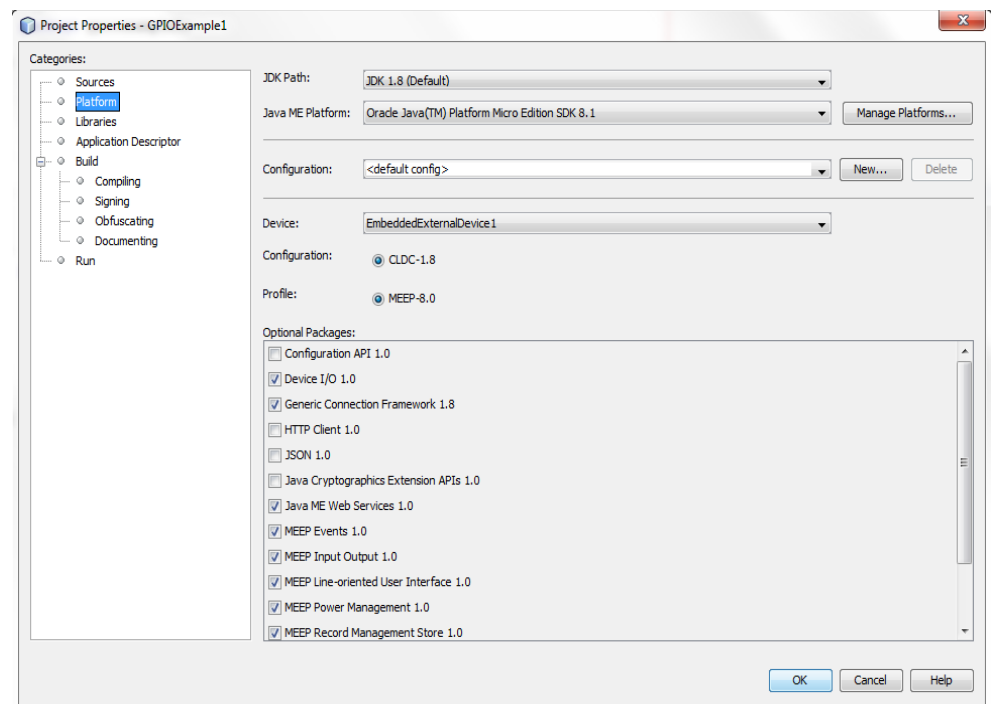 Project Properties - GPIOExample1
Categories:
Sources
Platform
Libraries
Application Descriptor
Build
Compiling
Signing
Obfuscating
Documenting
Run
JDK Path: JDK 1.8 (Default)
Java ME Platform: Oracle Java(TM) Platform Micro Edition SDK 8.1 Manage Platforms...
Configuration: <default config> New... Delete
Device: EmbeddedExternalDevice1
Configuration: CLDC-1.8
Profile: MEEP-8.0
Optional Packages:
Configuration API 1.0
Device I/O 1.0
Generic Connection Framework 1.8
HTTP Client 1.0
JSON 1.0
Java Cryptographics Extension APIs 1.0
Java ME Web Services 1.0
MEEP Events 1.0
MEEP Input Output 1.0
MEEP Line-oriented User Interface 1.0
MEEP Power Management 1.0
MEEP Record Management Store 1.0
OK Cancel Help